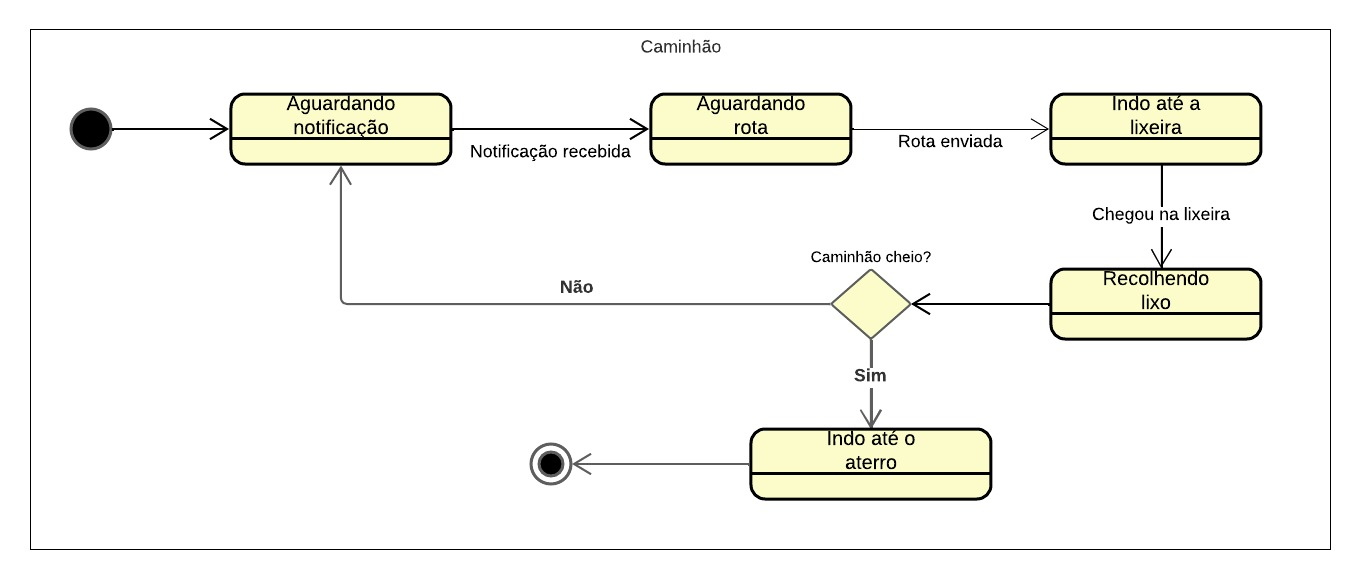 Caminhão
Aguardando
notificação
Notificação recebida
Aguardando
rota
Rota enviada
Indo até a
lixeira
Chegou na lixeira
Recolhendo
lixo
Caminhão cheio?
Não
Sim
Indo até o
aterro